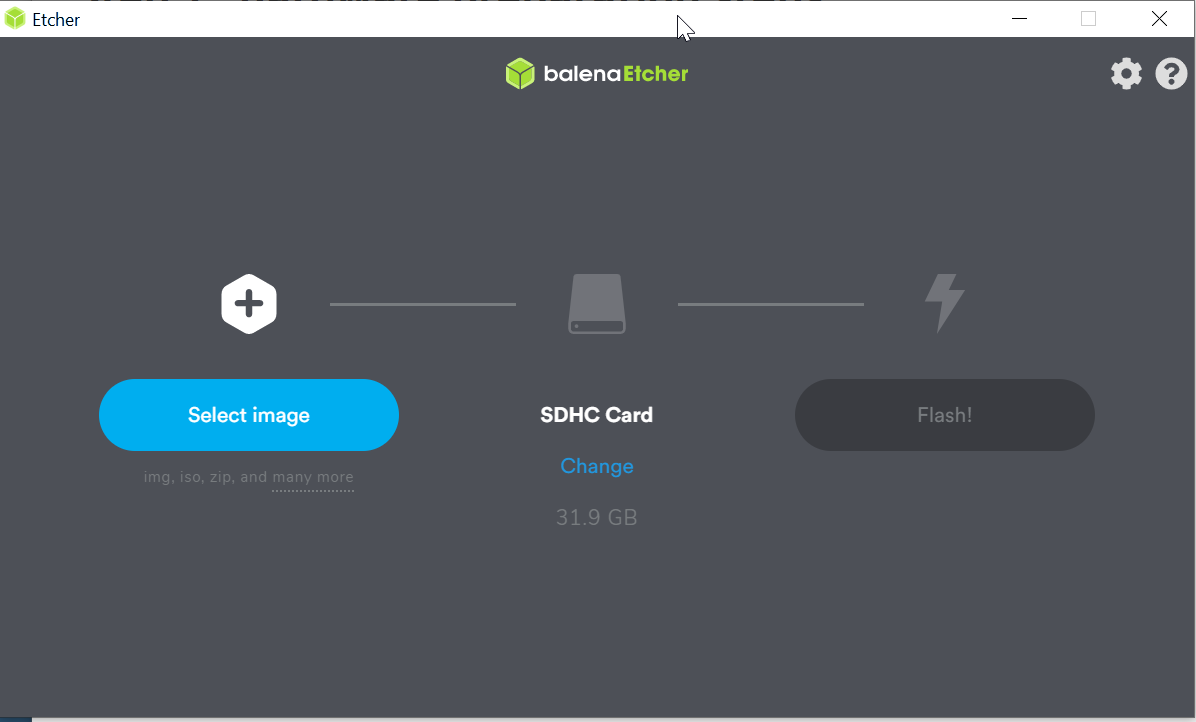 Etcher
balenaEtcher
Select image
SDHC Card
Flash!
Change
img, iso, zip, and many more
31.9 GB